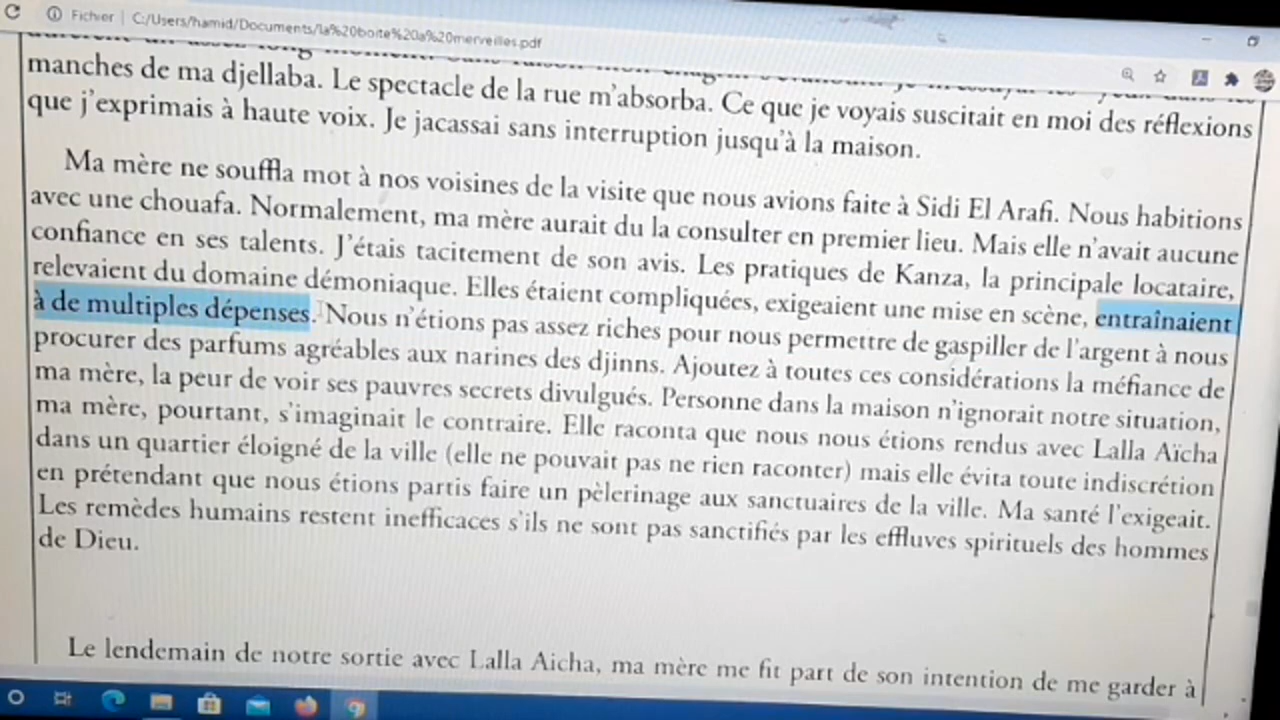 Fichier | C:/Users/hamid/Documents/la%20boite%20a%20merveilles.pdf
manches de ma djellaba. Le spectacle de la rue m'absorba. Ce que je voyais suscitait en moi des réflexions
que j'exprimais à haute voix. Je jacassai sans interruption jusqu'à la maison.
Ma mère ne souffla mot à nos voisines de la visite que nous avions faite à Sidi El Arafi. Nous habitions
avec une chouafa. Normalement, ma mère aurait du la consulter en premier lieu. Mais elle n'avait aucune
confiance en ses talents. J'étais tacitement de son avis. Les pratiques de Kanza, la principale locataire,
relevaient du domaine démoniaque. Elles étaient compliquées, exigeaient une mise en scène, entraînaient
à de multiples dépenses. Nous n'étions pas assez riches pour nous permettre de gaspiller de l'argent à nous
procurer des parfums agréables aux narines des djinns. Ajoutez à toutes ces considérations la méfiance de
ma mère, la peur de voir ses pauvres secrets divulgués. Personne dans la maison n'ignorait notre situation,
ma mère, pourtant, s'imaginait le contraire. Elle raconta que nous nous étions rendus avec Lalla Aïcha
dans un quartier éloigné de la ville (elle ne pouvait pas ne rien raconter) mais elle évita toute indiscrétion
en prétendant que nous étions partis faire un pèlerinage aux sanctuaires de la ville. Ma santé l'exigeait.
Les remèdes humains restent inefficaces s'ils ne sont pas sanctifiés par les effluves spirituels des hommes
de Dieu.
Le lendemain de notre sortie avec Lalla Aicha, ma mère me fit part de son intention de me garder à